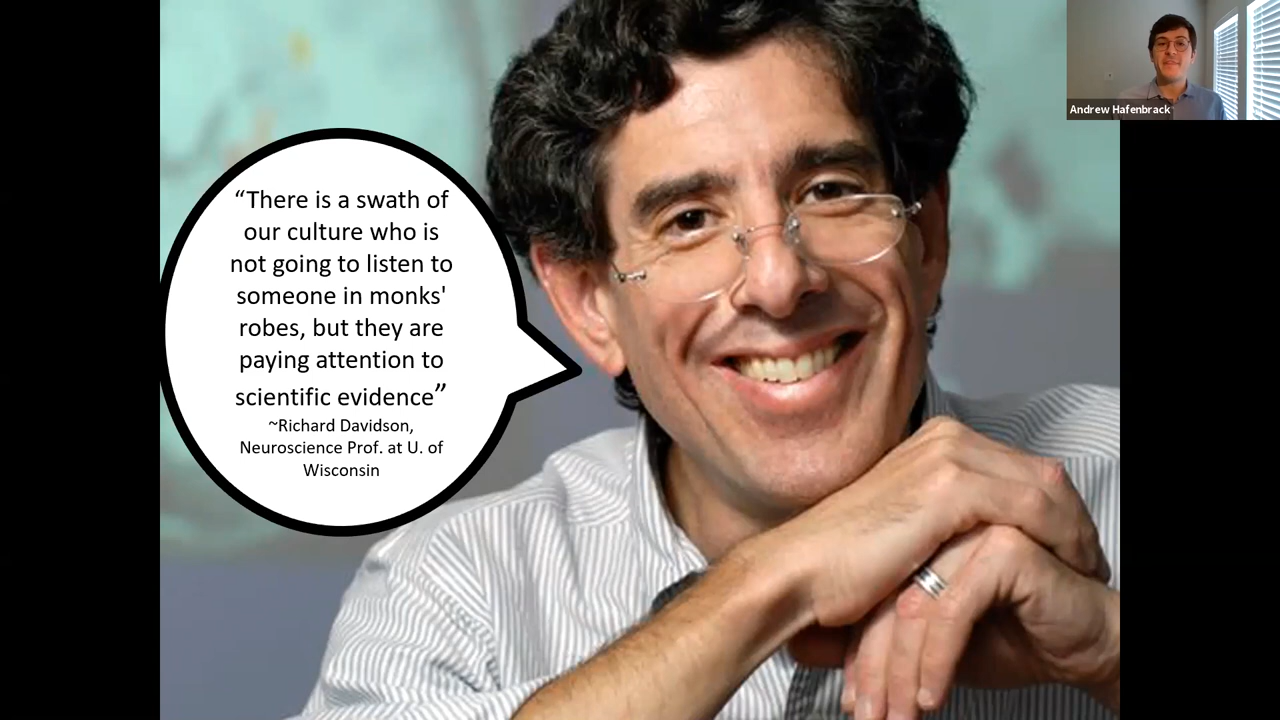 “There is a swath of
our culture who is
not going to listen to
someone in monks'
robes, but they are
paying attention to
scientific evidence”
~Richard Davidson,
Neuroscience Prof. at U. of
Wisconsin
Andrew Hafenbrack